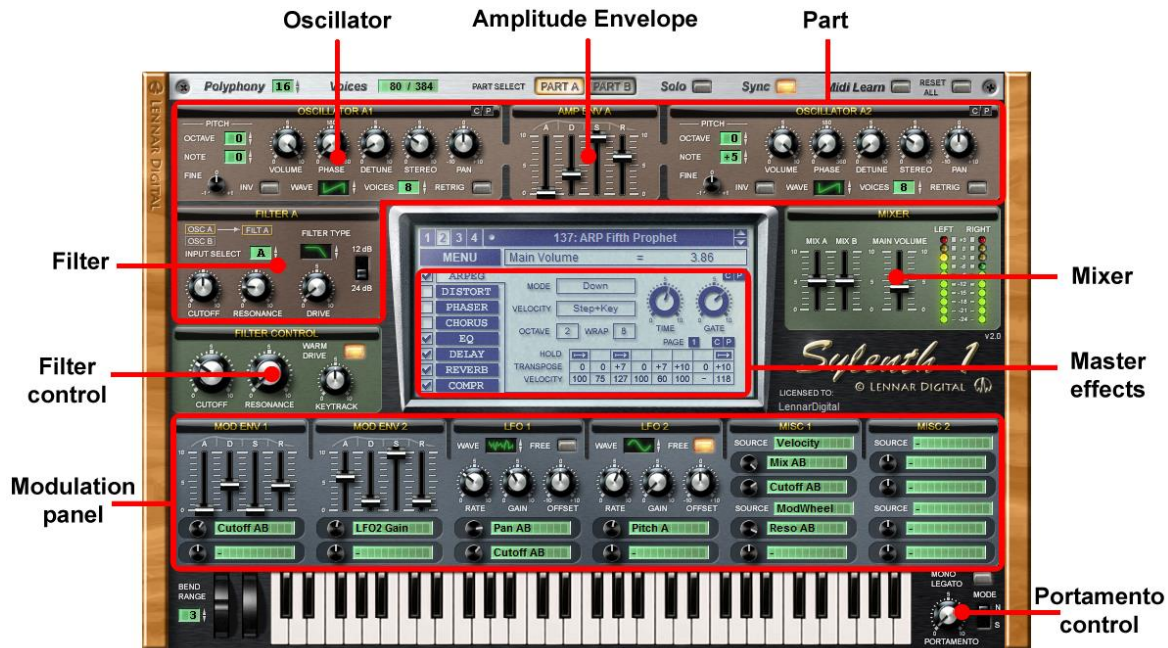 Oscillator
Amplitude Envelope
Part
LENNAR DIGITAL
Polyphony 16
Voices 80 / 384
PART SELECT PART A PART B
Solo
Sync
Midi Learn
RESET ALL
OSCILLATOR A1
C P
PITCH
OCTAVE 0
NOTE 0
FINE
VOLUME PHASE DETUNE STEREO PAN
INV WAVE VOICES 8 RETRIG
AMP ENV A
A D S R
OSCILLATOR A2
C P
PITCH
OCTAVE 0
NOTE +5
FINE
VOLUME PHASE DETUNE STEREO PAN
INV WAVE VOICES 8 RETRIG
Filter
FILTER A
OSC A FILT A
OSC B
INPUT SELECT A
FILTER TYPE
12 dB
24 dB
CUTOFF RESONANCE DRIVE
Filter
control
FILTER CONTROL
WARM
DRIVE
CUTOFF RESONANCE KEYTRACK
1 2 3 4
137: ARP Fifth Prophet
MENU
Main Volume = 3.86
ARPEG
DISTORT
PHASER
CHORUS
EQ
DELAY
REVERB
COMPR
C P
MODE Down
VELOCITY Step+Key
OCTAVE 2 WRAP 8
TIME GATE
PAGE 1 C P
HOLD
TRANSPOSE 0 0 +7 0 +7 +10 0 +10
VELOCITY 100 75 127 100 60 100 - 118
Mixer
MIXER
MIX A MIX B MAIN VOLUME
LEFT RIGHT
v2.0
Sylenth 1
© LENNAR DIGITAL
LICENSED TO:
LennarDigital
Master
effects
Modulation
panel
MOD ENV 1
A D S R
Cutoff AB
-
MOD ENV 2
A D S R
LFO2 Gain
-
LFO 1
WAVE FREE
RATE GAIN OFFSET
Pan AB
Cutoff AB
LFO 2
WAVE FREE
RATE GAIN OFFSET
Pitch A
-
MISC 1
SOURCE Velocity
Mix AB
Cutoff AB
SOURCE ModWheel
Reso AB
-
MISC 2
SOURCE -
-
-
SOURCE -
-
-
BEND
RANGE
3
MONO
LEGATO
MODE
N
S
PORTAMENTO
Portamento
control